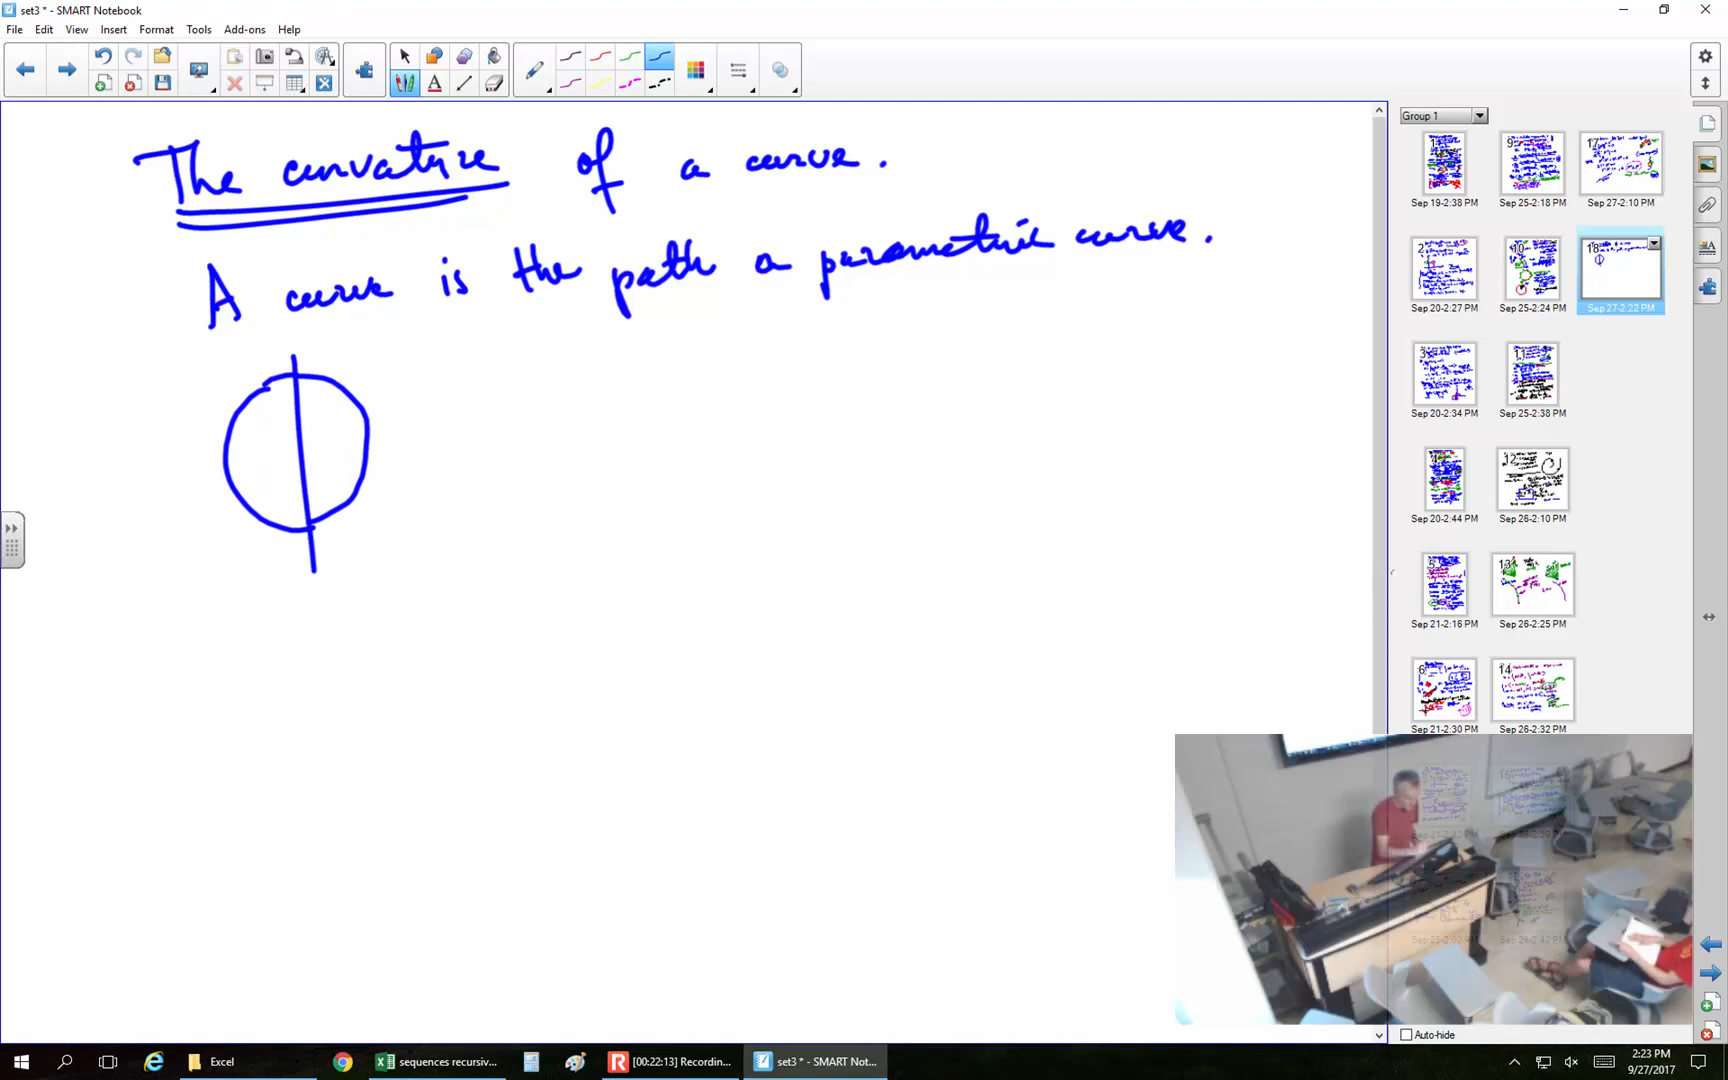 set3 * - SMART Notebook
File Edit View Insert Format Tools Add-ons Help
The curvature of a curve.
A curve is the path a parametric curve.
Group 1
Sep 19-2:38 PM
Sep 25-2:18 PM
Sep 27-2:10 PM
Sep 20-2:27 PM
Sep 25-2:24 PM
Sep 27-2:22 PM
Sep 20-2:34 PM
Sep 25-2:38 PM
Sep 20-2:44 PM
Sep 26-2:10 PM
Sep 21-2:16 PM
Sep 26-2:25 PM
Sep 21-2:30 PM
Sep 26-2:32 PM
Auto-hide
Excel
sequences recursiv...
[00:22:13] Recordin...
set3 * - SMART Not...
2:23 PM
9/27/2017